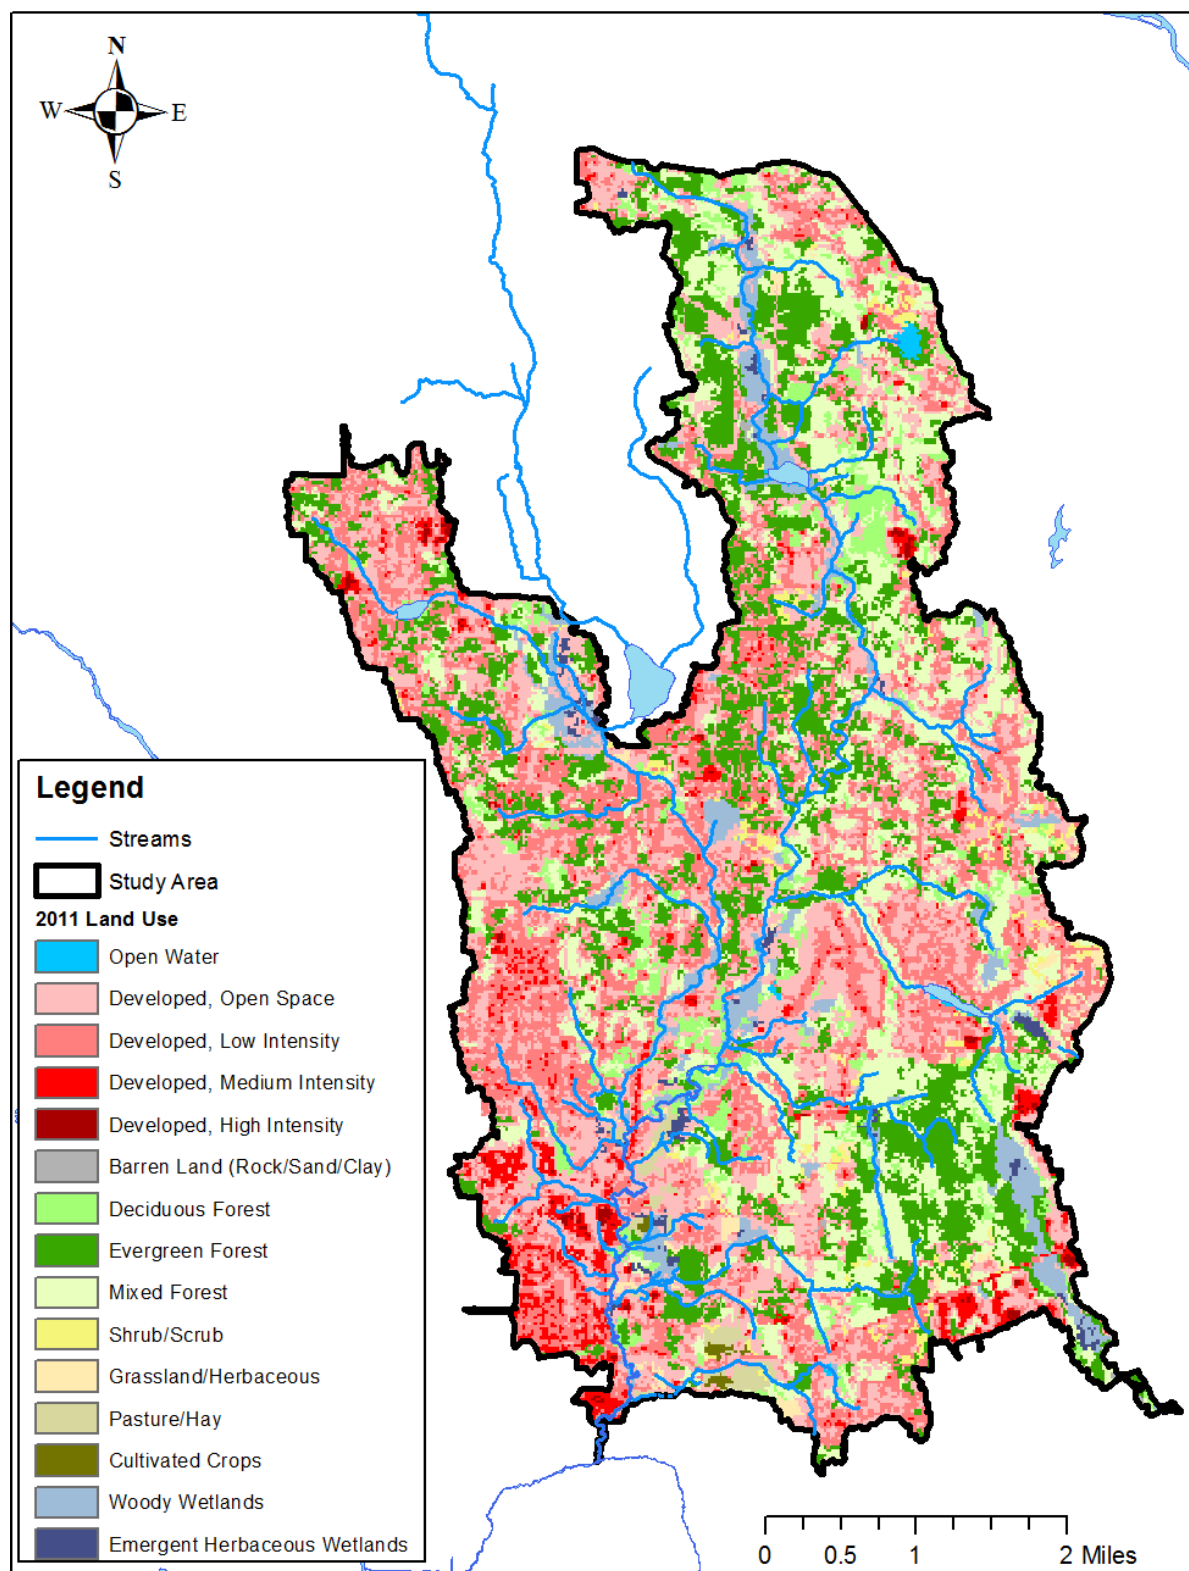 N
W E
S
Legend
Streams
Study Area
2011 Land Use
Open Water
Developed, Open Space
Developed, Low Intensity
Developed, Medium Intensity
Developed, High Intensity
Barren Land (Rock/Sand/Clay)
Deciduous Forest
Evergreen Forest
Mixed Forest
Shrub/Scrub
Grassland/Herbaceous
Pasture/Hay
Cultivated Crops
Woody Wetlands
Emergent Herbaceous Wetlands
0 0.5 1 2 Miles